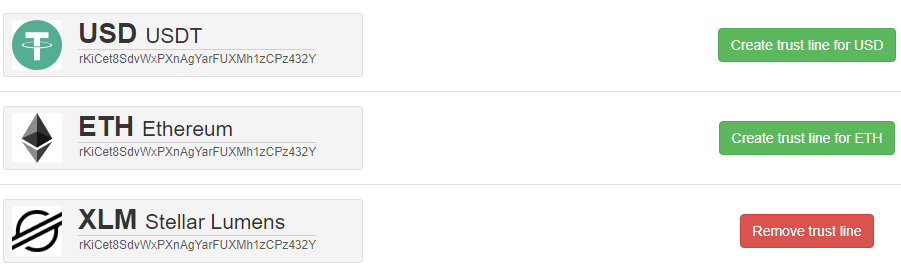 USD USDT
rKiCet8SdvWxPXnAgYarFUXMh1zCPz432Y
Create trust line for USD
ETH Ethereum
rKiCet8SdvWxPXnAgYarFUXMh1zCPz432Y
Create trust line for ETH
XLM Stellar Lumens
rKiCet8SdvWxPXnAgYarFUXMh1zCPz432Y
Remove trust line